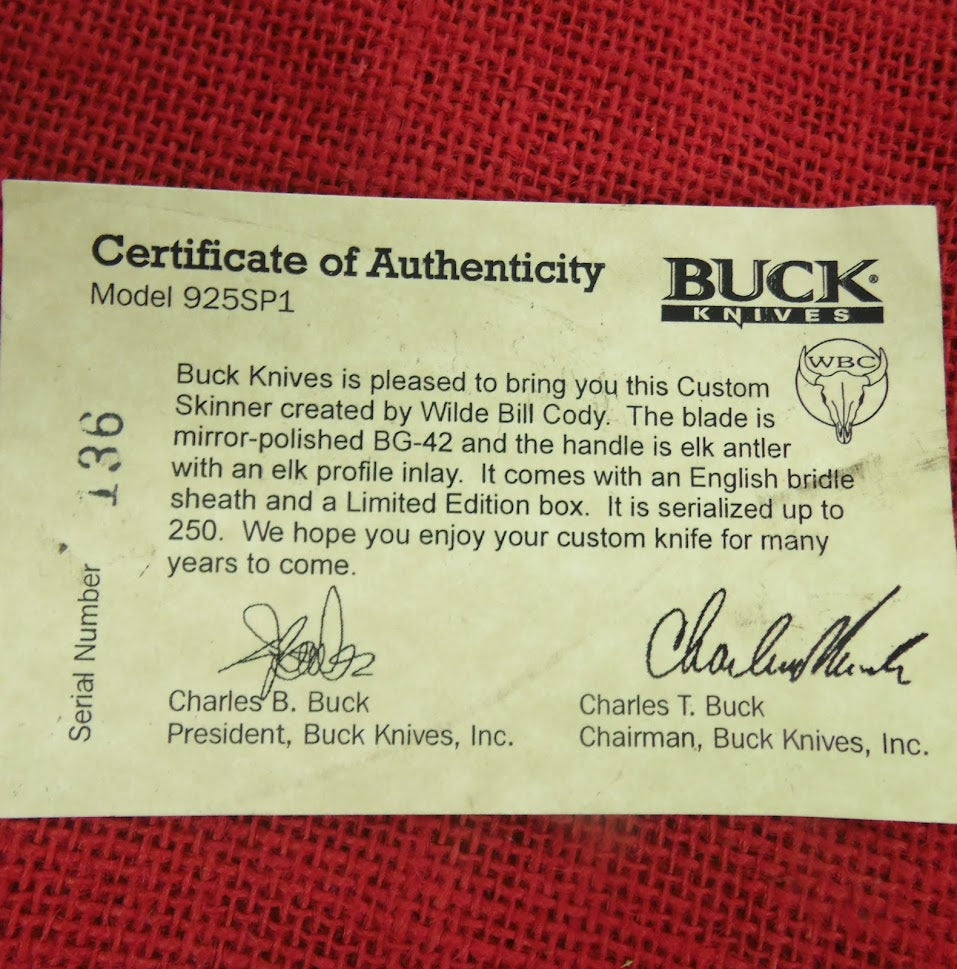 Certificate of Authenticity
Model 925SP1
BUCK®
KNIVES
WBC
Buck Knives is pleased to bring you this Custom
Skinner created by Wilde Bill Cody. The blade is
mirror-polished BG-42 and the handle is elk antler
with an elk profile inlay. It comes with an English bridle
sheath and a Limited Edition box. It is serialized up to
250. We hope you enjoy your custom knife for many
years to come.
Serial Number 136
Charles B. Buck
President, Buck Knives, Inc.
Charles T. Buck
Chairman, Buck Knives, Inc.